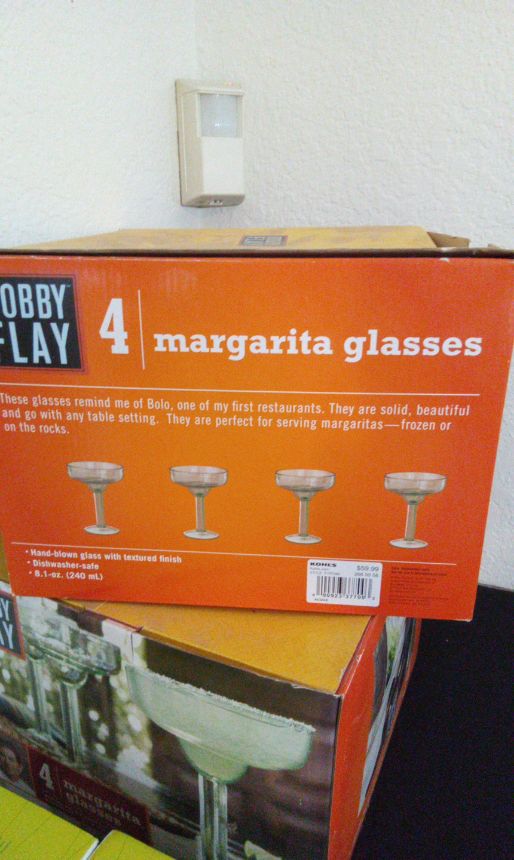 OBBY
FLAY
4 margarita glasses
These glasses remind me of Bolo, one of my first restaurants. They are solid, beautiful
and go with any table setting. They are perfect for serving margaritas—frozen or
on the rocks.
• Hand-blown glass with textured finish
• Dishwasher-safe
• 8.1-oz. (240 mL)
KOHLS
$59.99
4 margarita
glasses